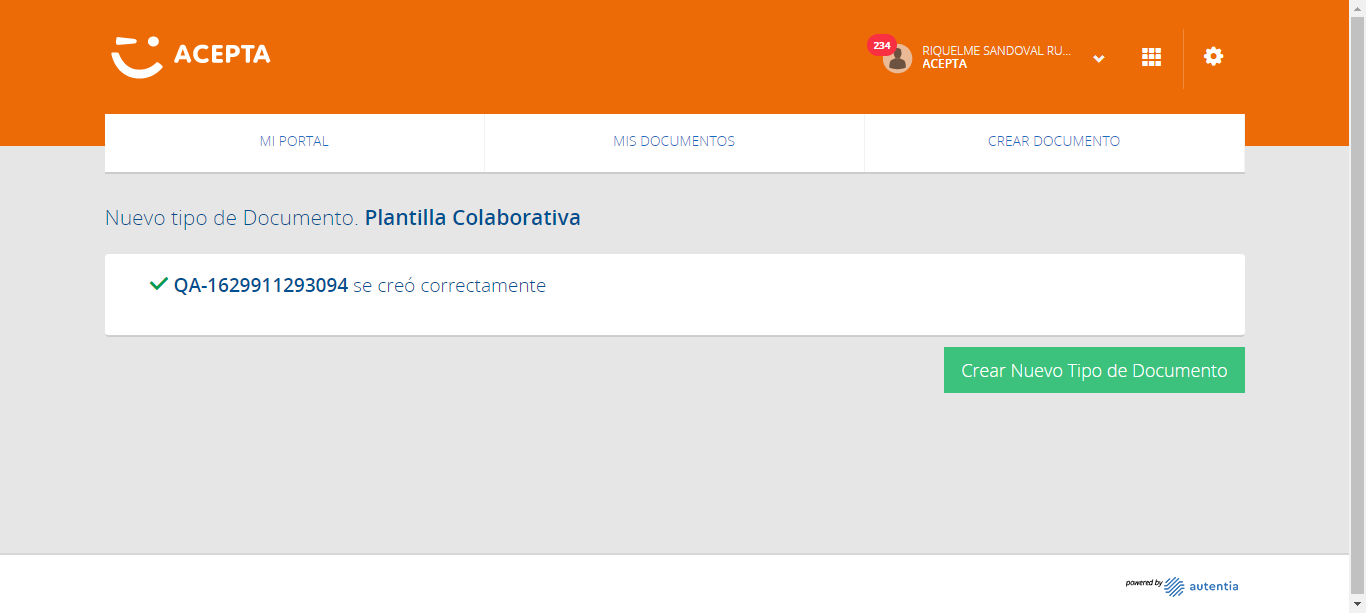 ACEPTA
234
RIQUELME SANDOVAL RU...
ACEPTA
MI PORTAL
MIS DOCUMENTOS
CREAR DOCUMENTO
Nuevo tipo de Documento. Plantilla Colaborativa
QA-1629911293094 se creó correctamente
Crear Nuevo Tipo de Documento
powered by autentia